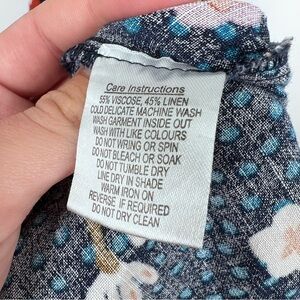 Care Instructions
55% VISCOSE, 45% LINEN
COLD DELICATE MACHINE WASH
WASH GARMENT INSIDE OUT
WASH WITH LIKE COLOURS
DO NOT WRING OR SPIN
DO NOT BLEACH OR SOAK
DO NOT TUMBLE DRY
LINE DRY IN SHADE
WARM IRON ON
REVERSE IF REQUIRED
DO NOT DRY CLEAN